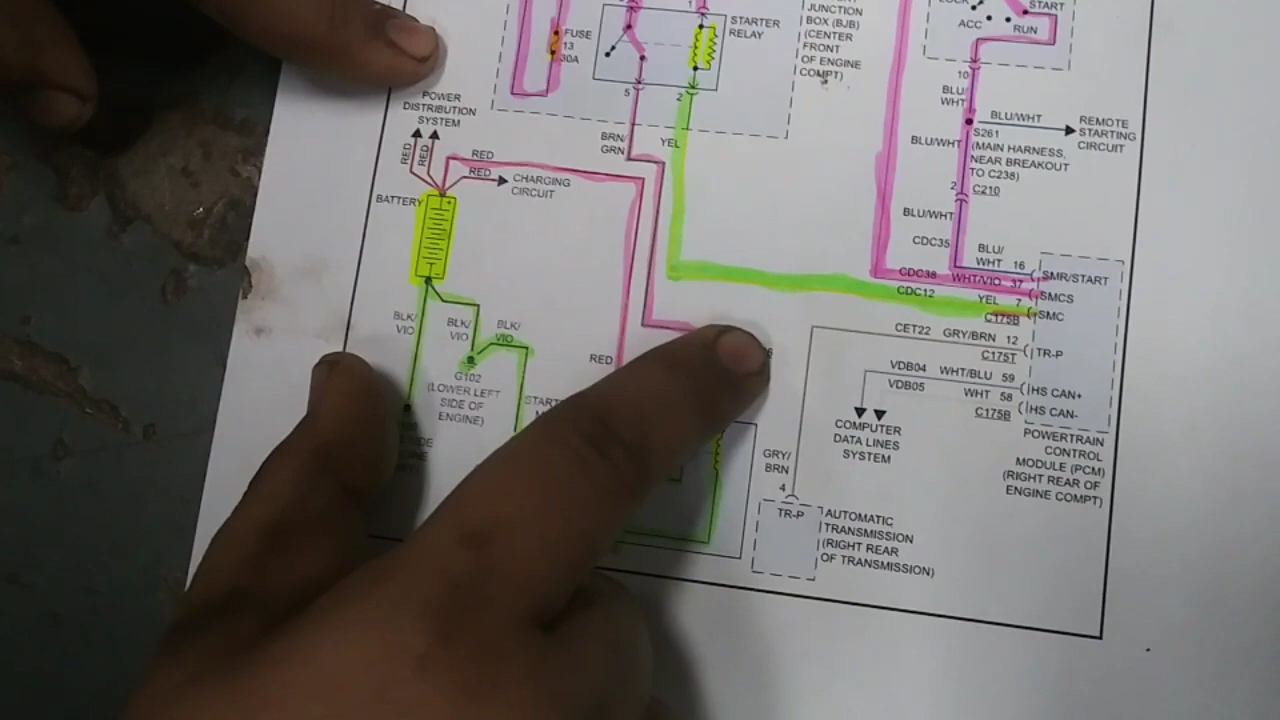 START
ACC
RUN
FUSE
13
30A
STARTER
RELAY
JUNCTION
BOX (BJB)
(CENTER
FRONT
OF ENGINE
COMPT)
5
2
10
BLU/
WHT
BLU/WHT
REMOTE
STARTING
CIRCUIT
S261
(MAIN HARNESS,
NEAR BREAKOUT
TO C238)
BLU/WHT
2
C210
BLU/WHT
CDC35
BLU/
WHT 16
SMR/START
CDC38 WHT/VIO 37
SMCS
CDC12 YEL 7
SMC
C175B
POWER
DISTRIBUTION
SYSTEM
RED
RED
RED
RED
CHARGING
CIRCUIT
BRN/
GRN
YEL
BATTERY
+
-
BLK/
VIO
BLK/
VIO
BLK/
VIO
G102
(LOWER LEFT
SIDE OF
ENGINE)
RED
CET22 GRY/BRN 12
TR-P
C175T
VDB04 WHT/BLU 59
HS CAN+
VDB05 WHT 58
HS CAN-
C175B
COMPUTER
DATA LINES
SYSTEM
POWERTRAIN
CONTROL
MODULE (PCM)
(RIGHT REAR OF
ENGINE COMPT)
GRY/
BRN
4
TR-P
AUTOMATIC
TRANSMISSION
(RIGHT REAR
OF TRANSMISSION)